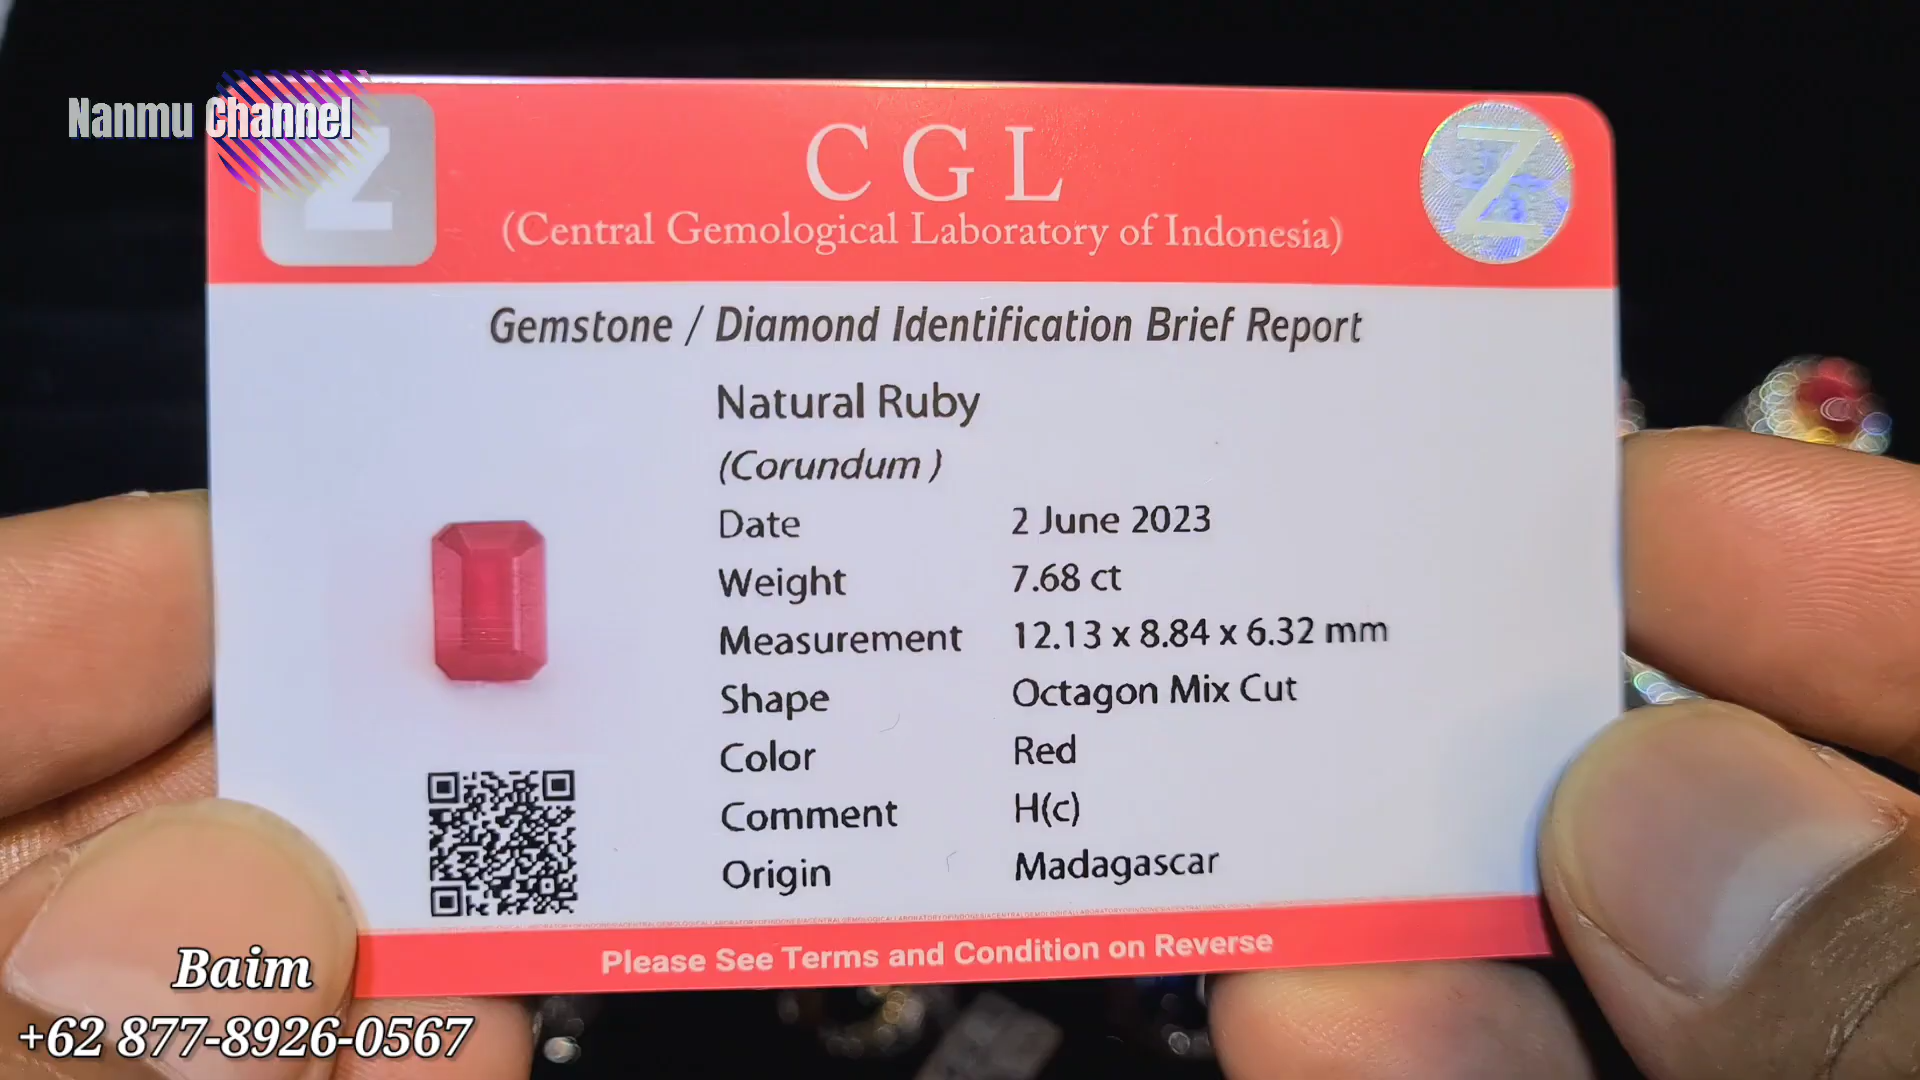 Nanmu Channel
Z
C G L
Z
(Central Gemological Laboratory of Indonesia)
Gemstone / Diamond Identification Brief Report
Natural Ruby
(Corundum )
Date 2 June 2023
Weight 7.68 ct
Measurement 12.13 x 8.84 x 6.32 mm
Shape Octagon Mix Cut
Color Red
Comment H(c)
Origin Madagascar
Please See Terms and Condition on Reverse
Baim
+62 877-8926-0567